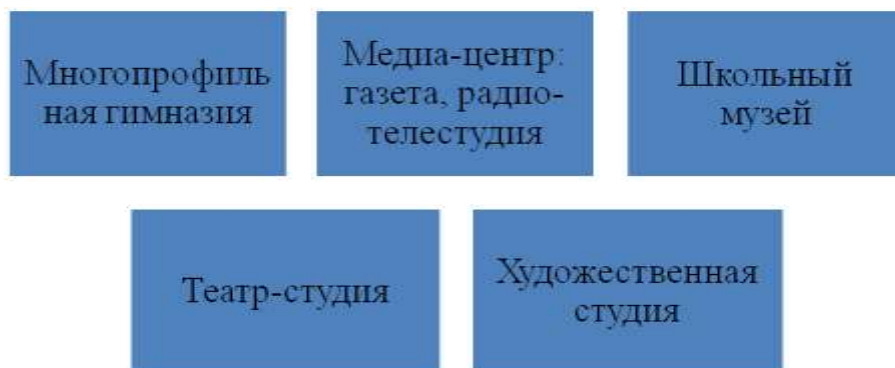 Многопрофиль
ная гимназия
Медиа-центр:
газета, радио-
телестудия
Школьный
музей
Театр-студия
Художественная
студия